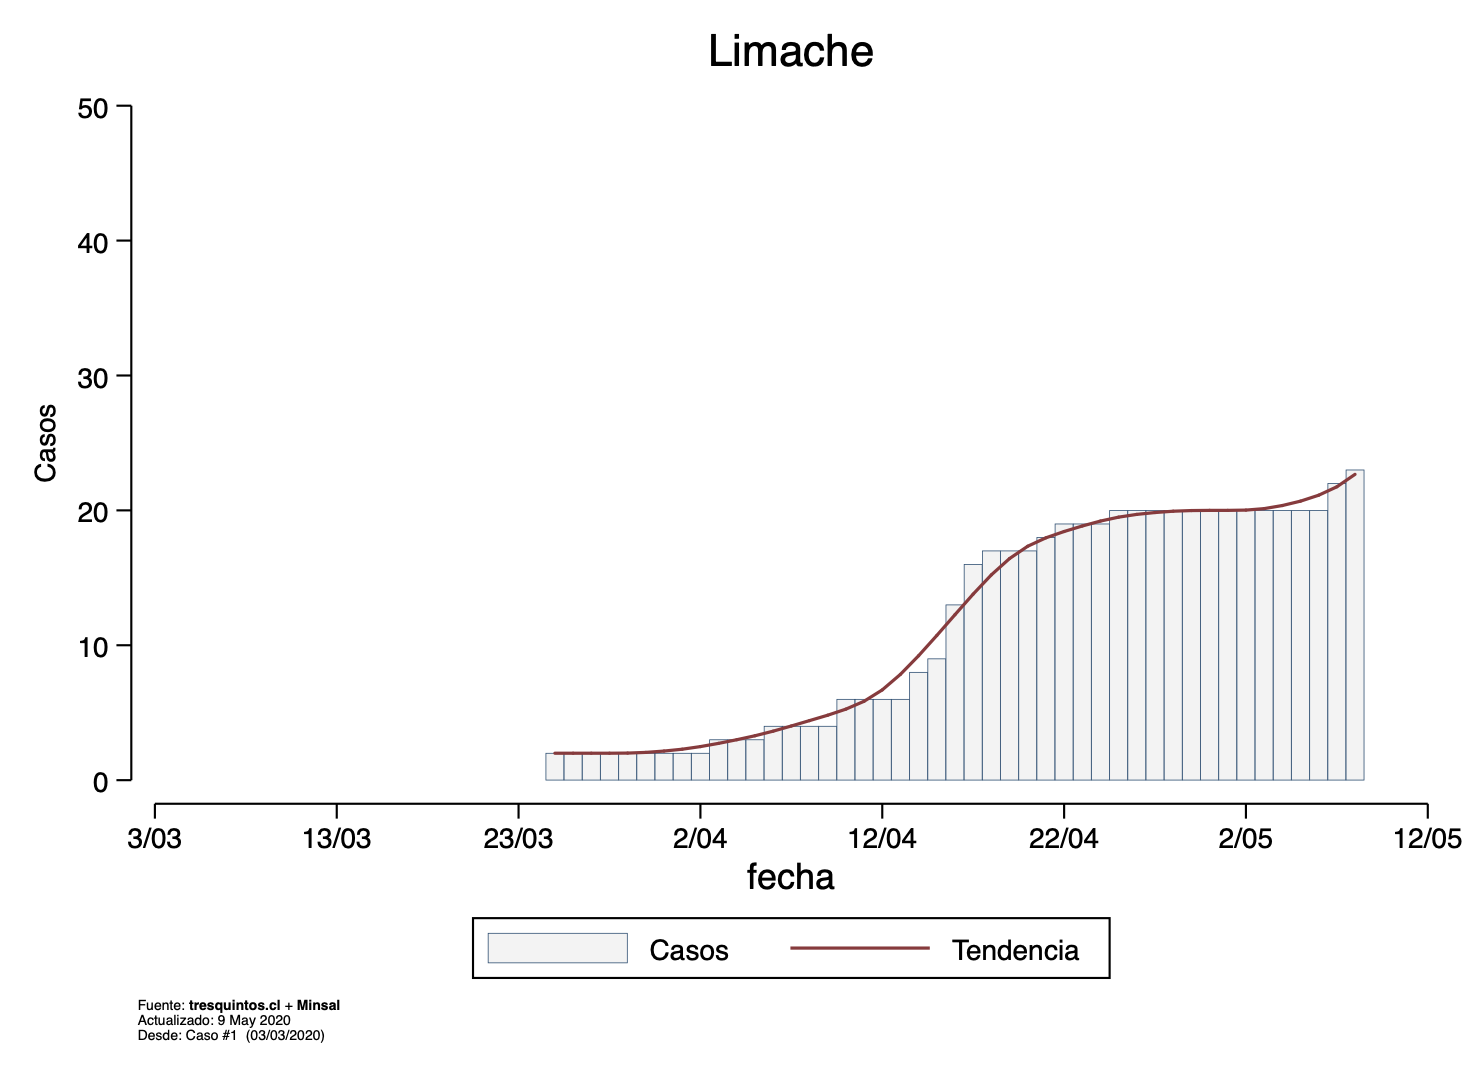 Limache
50
40
30
20
10
0
Casos
3/03 13/03 23/03 2/04 12/04 22/04 2/05 12/05
fecha
Casos Tendencia
Fuente: tresquintos.cl + Minsal
Actualizado: 9 May 2020
Desde: Caso #1 (03/03/2020)